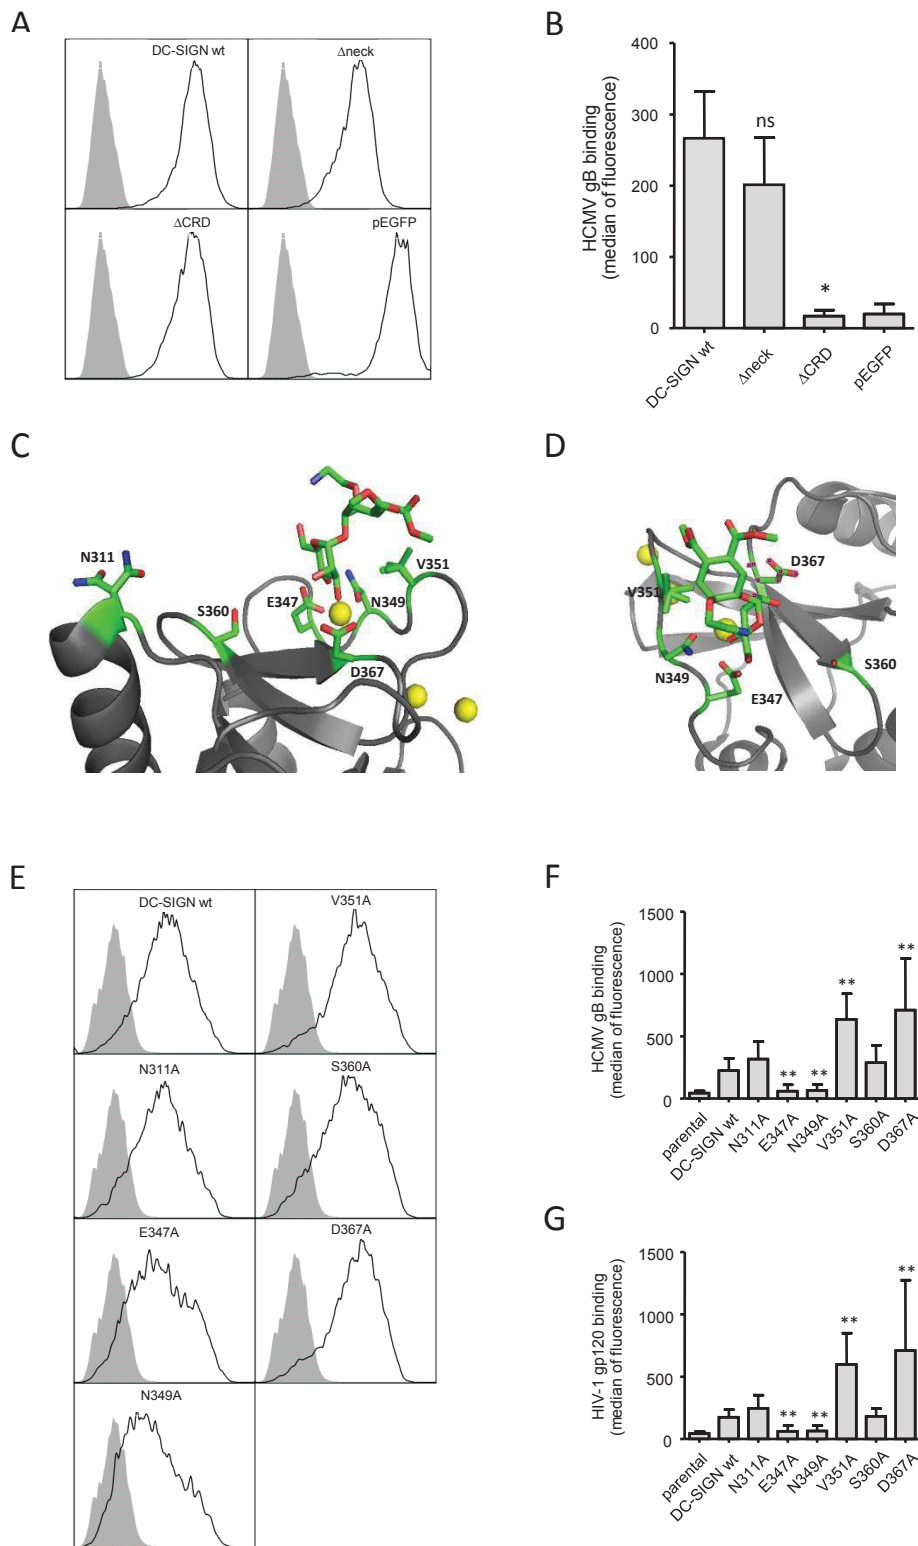 A
DC-SIGN wt
Δneck
ΔCRD
pEGFP
B
HCMV gB binding
(median of fluorescence)
400
300
200
100
0
ns
*
DC-SIGN wt
Δneck
ΔCRD
pEGFP
C
N311
S360
E347
N349
V351
D367
D
V351
D367
N349
S360
E347
E
DC-SIGN wt
V351A
N311A
S360A
E347A
D367A
N349A
F
HCMV gB binding
(median of fluorescence)
1500
1000
500
0
**
**
**
**
parental
DC-SIGN wt
N311A
E347A
N349A
V351A
S360A
D367A
G
HIV-1 gp120 binding
(median of fluorescence)
1500
1000
500
0
**
**
**
**
parental
DC-SIGN wt
N311A
E347A
N349A
V351A
S360A
D367A